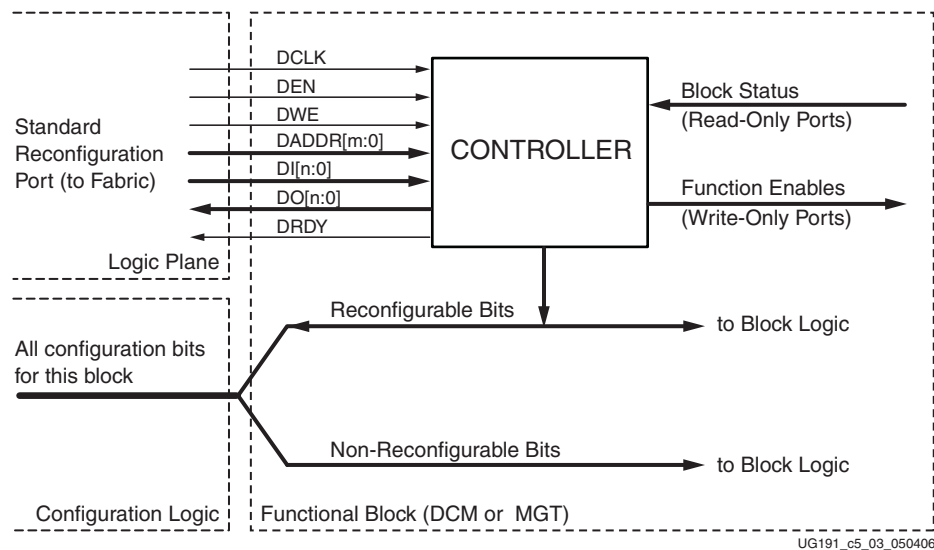 DCLK
DEN
DWE
DADDR[m:0]
DI[n:0]
DO[n:0]
DRDY
Standard
Reconfiguration
Port (to Fabric)
Logic Plane
CONTROLLER
Block Status
(Read-Only Ports)
Function Enables
(Write-Only Ports)
Reconfigurable Bits
to Block Logic
All configuration bits
for this block
Non-Reconfigurable Bits
to Block Logic
Configuration Logic
Functional Block (DCM or MGT)
UG191_c5_03_050406